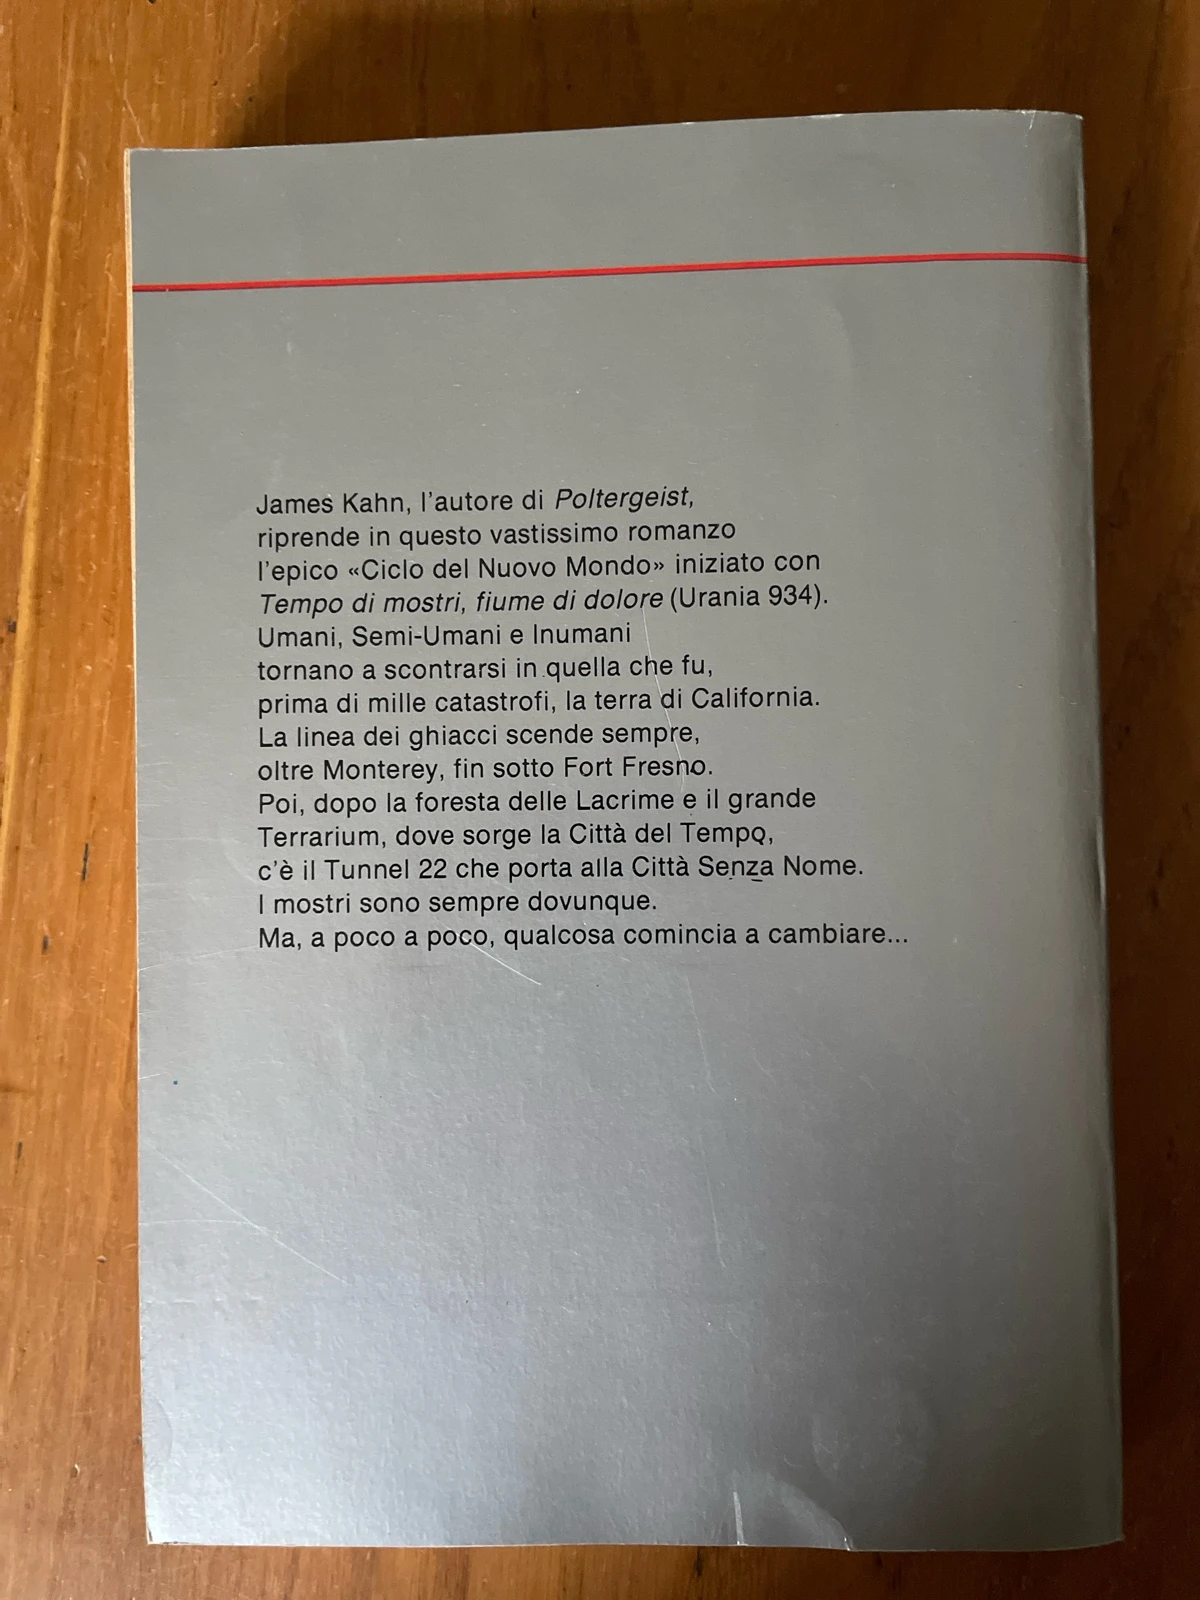 James Kahn, l'autore di Poltergeist,
riprende in questo vastissimo romanzo
l'epico «Ciclo del Nuovo Mondo» iniziato con
Tempo di mostri, fiume di dolore (Urania 934).
Umani, Semi-Umani e Inumani
tornano a scontrarsi in quella che fu,
prima di mille catastrofi, la terra di California.
La linea dei ghiacci scende sempre,
oltre Monterey, fin sotto Fort Fresno.
Poi, dopo la foresta delle Lacrime e il grande
Terrarium, dove sorge la Città del Tempo,
c'è il Tunnel 22 che porta alla Città Senza Nome.
I mostri sono sempre dovunque.
Ma, a poco a poco, qualcosa comincia a cambiare...